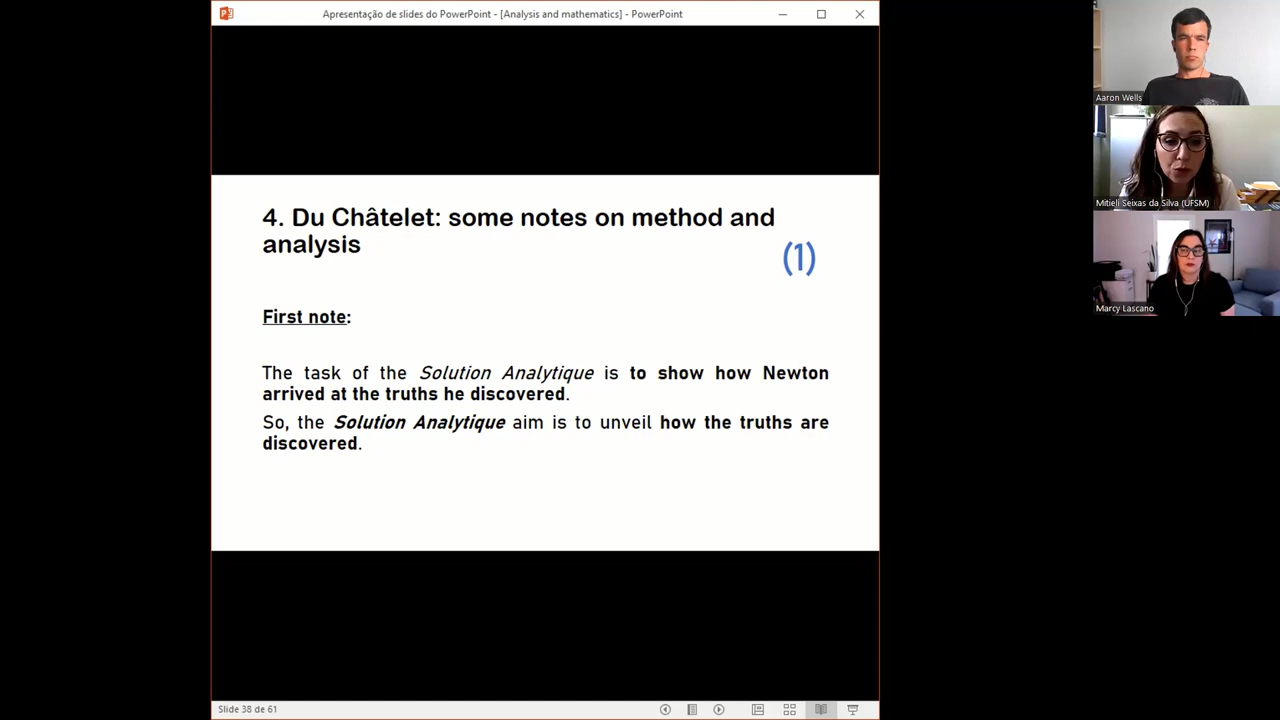 Apresentação de slides do PowerPoint - [Analysis and mathematics] - PowerPoint
4. Du Châtelet: some notes on method and
analysis
(1)
First note:
The task of the Solution Analytique is to show how Newton
arrived at the truths he discovered.
So, the Solution Analytique aim is to unveil how the truths are
discovered.
Slide 38 de 61
Aaron Wells
Mitieli Seixas da Silva (UFSM)
Marcy Lascano